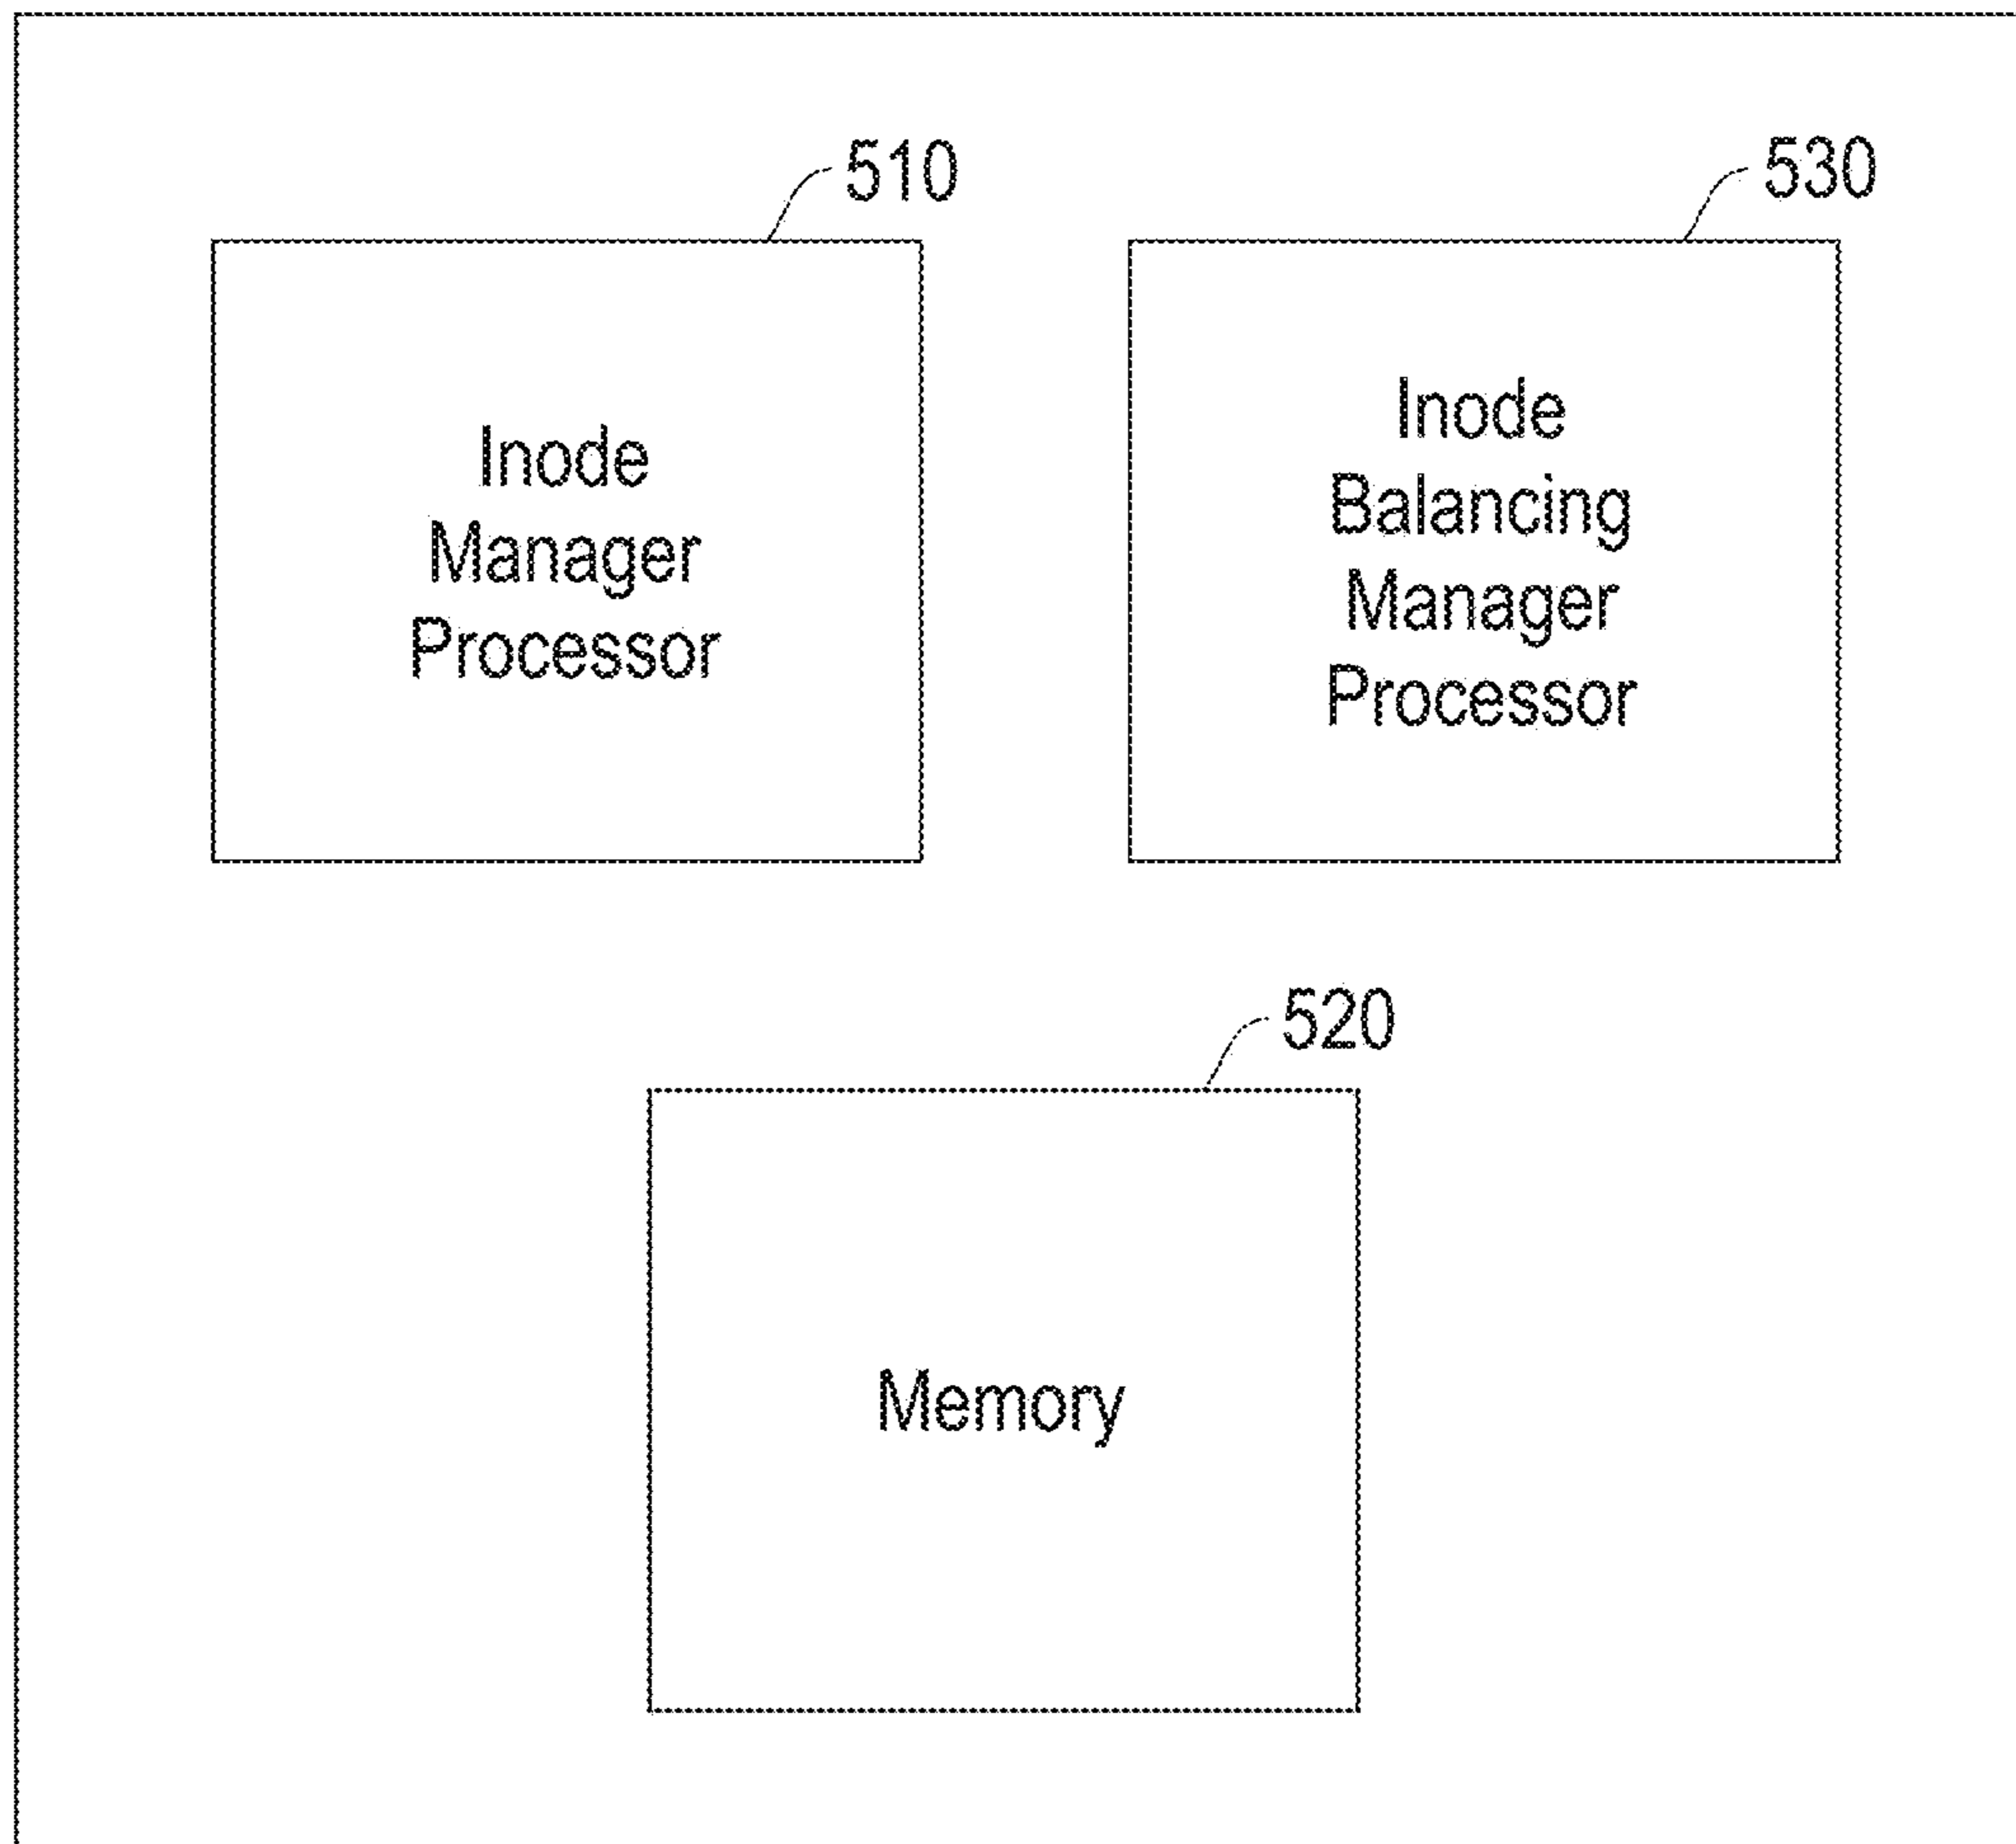 510
530
Inode
Manager
Processor
Inode
Balancing
Manager
Processor
520
Memory